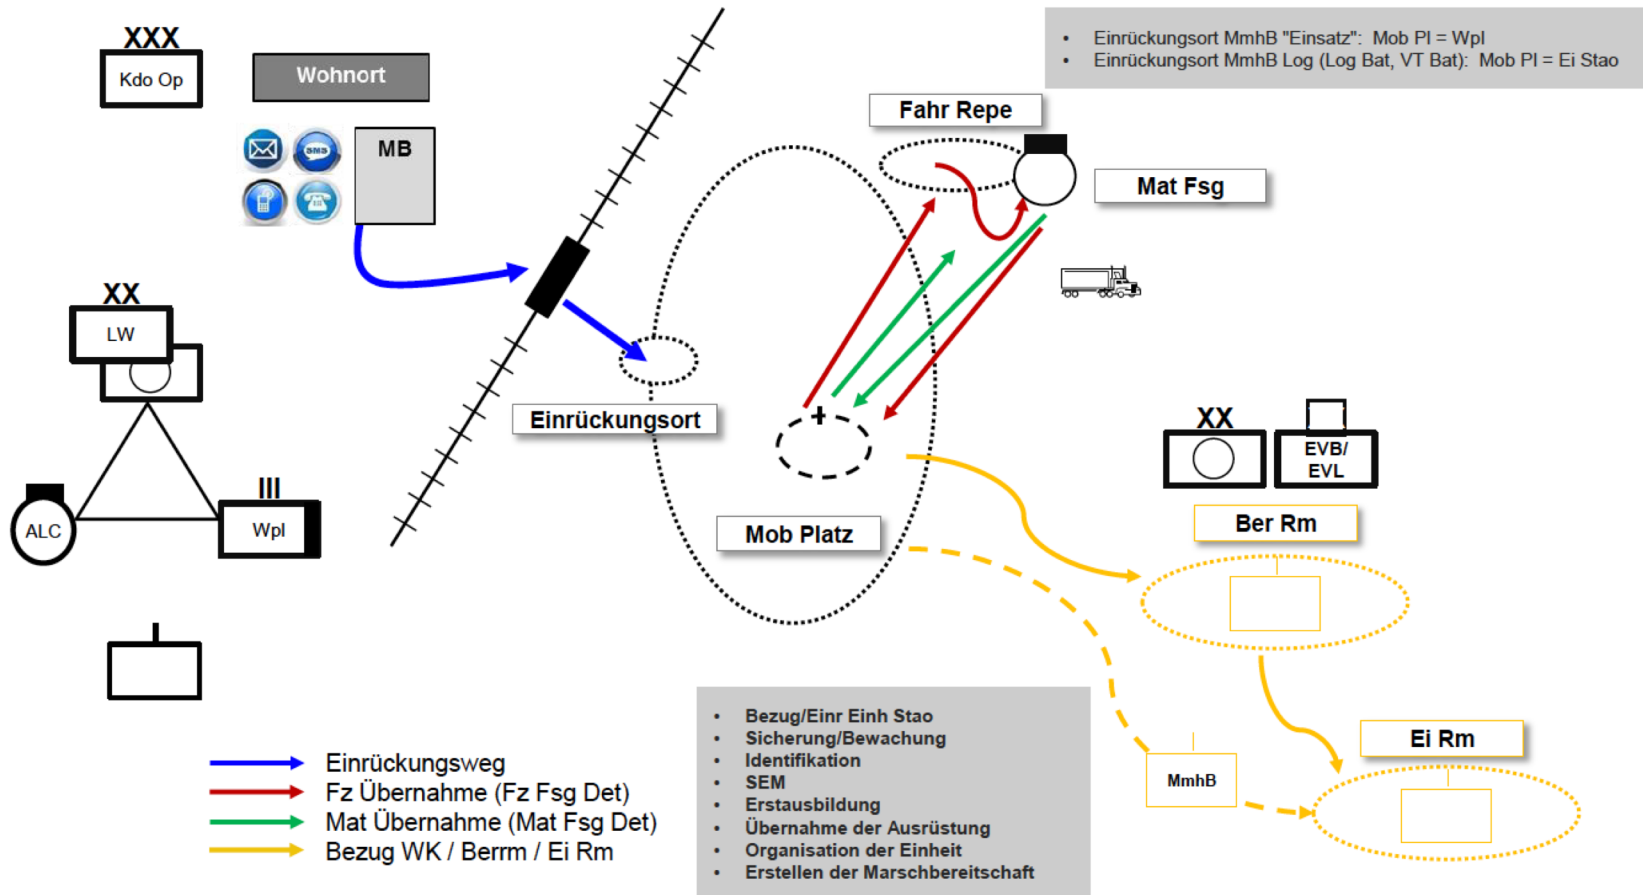 XXX
Kdo Op
Wohnort
SMS
MB
• Einrückungsort MmhB "Einsatz": Mob Pl = Wpl
• Einrückungsort MmhB Log (Log Bat, VT Bat): Mob Pl = Ei Stao
Fahr Repe
Mat Fsg
XX
LW
Einrückungsort
ALC
III
Wpl
Mob Platz
XX
EVB/
EVL
Ber Rm
Ei Rm
MmhB
• Bezug/Einr Einh Stao
• Sicherung/Bewachung
• Identifikation
• SEM
• Erstausbildung
• Übernahme der Ausrüstung
• Organisation der Einheit
• Erstellen der Marschbereitschaft
Einrückungsweg
Fz Übernahme (Fz Fsg Det)
Mat Übernahme (Mat Fsg Det)
Bezug WK / Berrm / Ei Rm